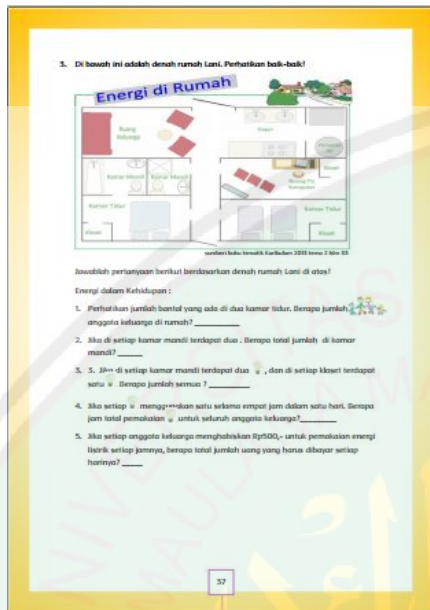 3. Di bawah ini adalah denah rumah Lani. Perhatikan baik-baik!
Energi di Rumah
Ruang
Keluarga
Dapur
Kamar Mandi
Kamar Mandi
Kloset
Ruang TV
Komputer
Kamar Tidur
Kamar Tidur
Kloset
Kloset
sumber: buku tematik Kurikulum 2013 tema 2 hlm
Jawablah pertanyaan berikut berdasarkan denah rumah Lani di atas!
Energi dalam Kehidupan :
1. Perhatikan jumlah bantal yang ada di dua kamar tidur. Berapa jumlah
anggota keluarga di rumah? __________
2. Jika di setiap kamar mandi terdapat dua . Berapa total jumlah di kamar
mandi? _____
3. 3. Jika di setiap kamar mandi terdapat dua , dan di setiap kloset terdapat
satu . Berapa jumlah semua ? _________
4. Jika setiap menggunakan satu selama empat jam dalam satu hari. Berapa
jam total pemakaian untuk seluruh anggota keluarga?________
5. Jika setiap anggota keluarga menghabiskan Rp500,- untuk pemakaian energi
listrik setiap jamnya, berapa total jumlah uang yang harus dibayar setiap
harinya? _____
37